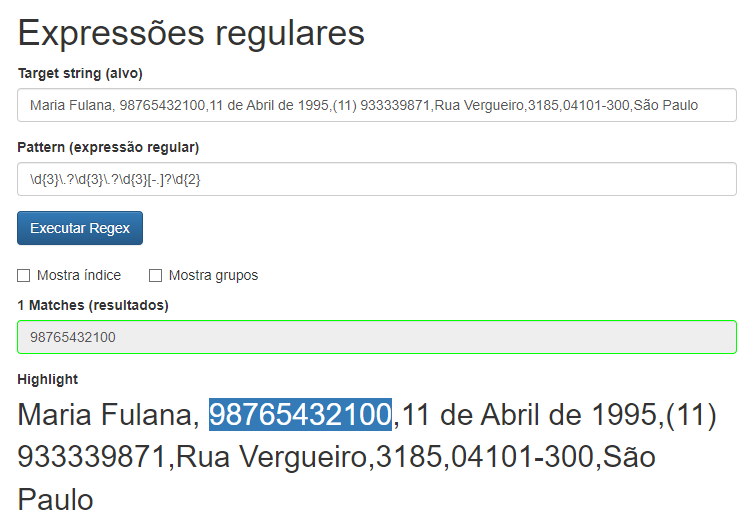 Expressões regulares
Target string (alvo)
Maria Fulana, 98765432100,11 de Abril de 1995,(11) 933339871,Rua Vergueiro,3185,04101-300,São Paulo
Pattern (expressão regular)
\d{3}\.?\d{3}\.?\d{3}[-.]?\d{2}
Executar Regex
Mostra índice Mostra grupos
1 Matches (resultados)
98765432100
Highlight
Maria Fulana, 98765432100,11 de Abril de 1995,(11)
933339871,Rua Vergueiro,3185,04101-300,São
Paulo